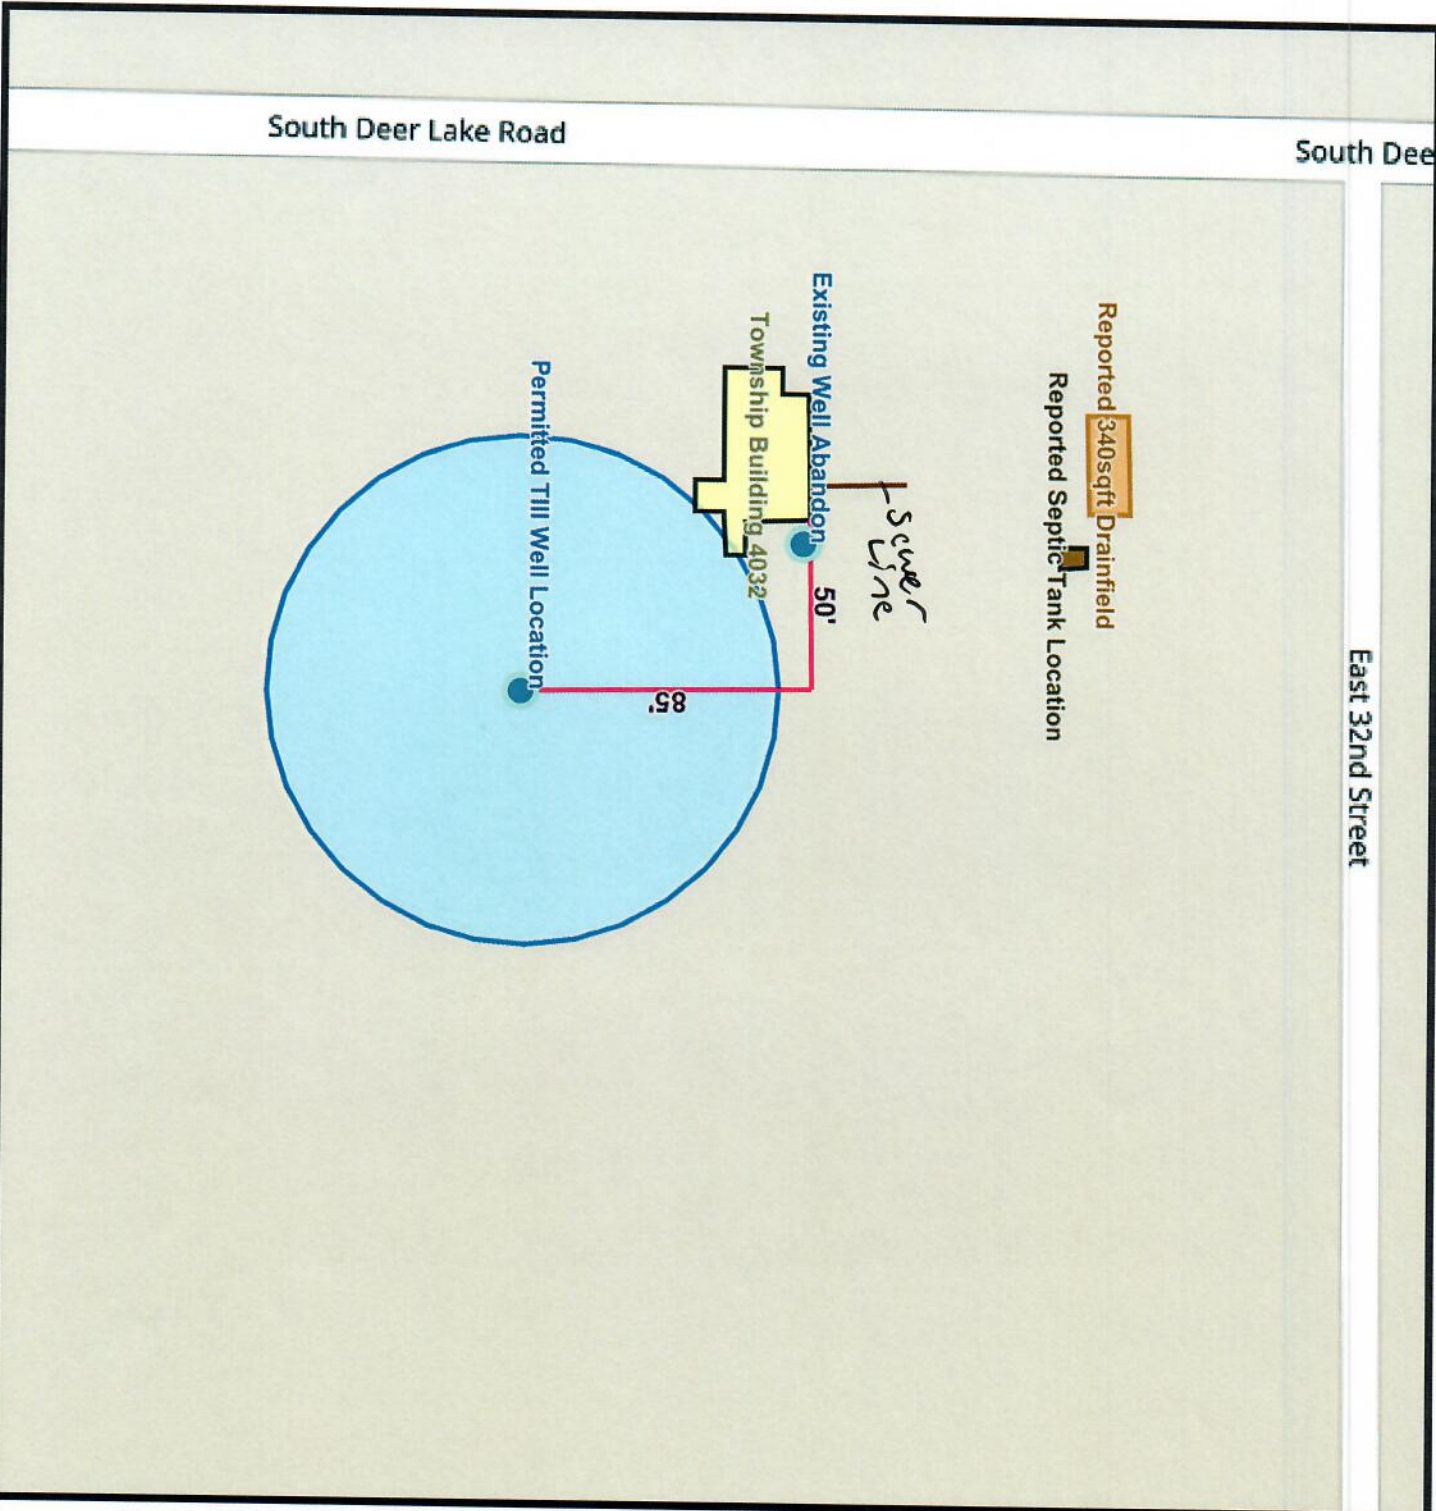 South Deer Lake Road
South Dee
Existing Well Abandon
Township Building 4032
Permitted TIII Well Location
Reported 340sqft Drainfield
Reported Septic Tank Location
Sewer
Line
50'
85'
East 32nd Street